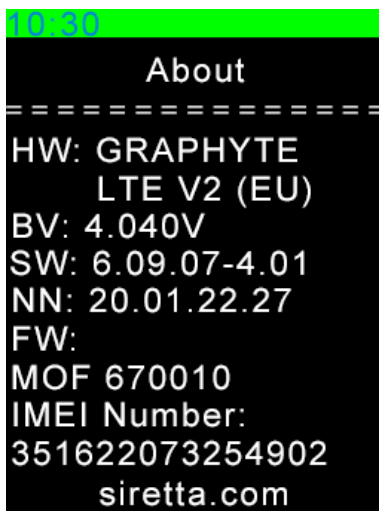 10:30
About
===============
HW: GRAPHYTE
LTE V2 (EU)
BV: 4.040V
SW: 6.09.07-4.01
NN: 20.01.22.27
FW:
MOF 670010
IMEI Number:
351622073254902
siretta.com